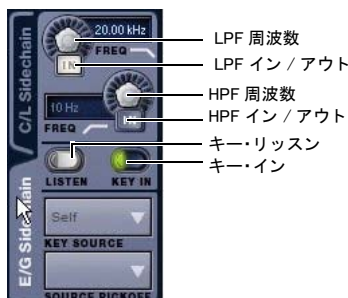 C/L Sidechain
20.00 kHz
FREQ
IN
LPF 周波数
LPF イン / アウト
10 Hz
FREQ
IN
HPF 周波数
HPF イン / アウト
E/G Sidechain
LISTEN
KEY IN
キー・リッスン
キー・イン
Self
KEY SOURCE
SOURCE PICKOFF